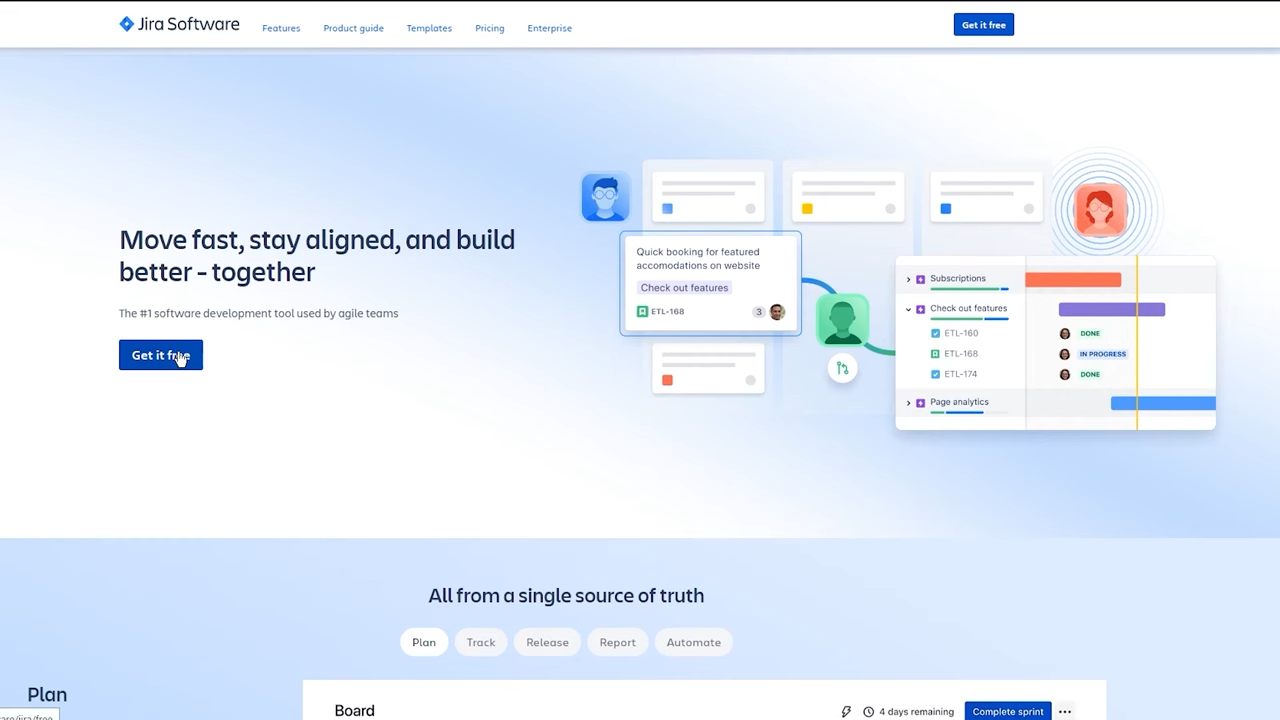 Jira Software
Features
Product guide
Templates
Pricing
Enterprise
Get it free
Move fast, stay aligned, and build
better - together
The #1 software development tool used by agile teams
Get it free
Quick booking for featured
accomodations on website
Check out features
ETL-168
3
Subscriptions
Check out features
ETL-160
DONE
ETL-168
IN PROGRESS
ETL-174
DONE
Page analytics
All from a single source of truth
Plan
Track
Release
Report
Automate
Plan
Board
4 days remaining
Complete sprint